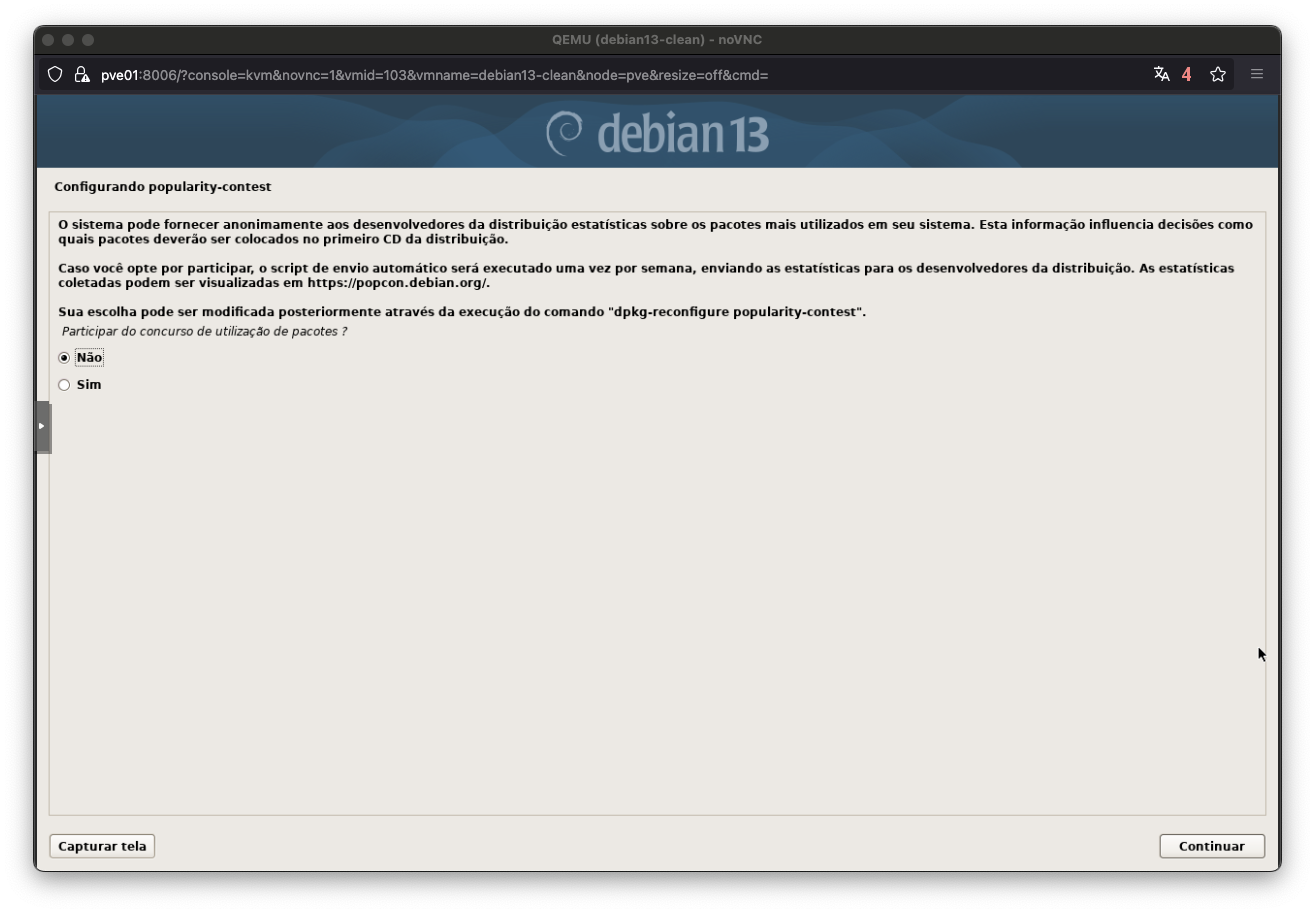 QEMU (debian13-clean) - noVNC
pve01:8006/?console=kvm&novnc=1&vmid=103&vmname=debian13-clean&node=pve&resize=off&cmd=
4
debian 13
Configurando popularity-contest
O sistema pode fornecer anonimamente aos desenvolvedores da distribuição estatísticas sobre os pacotes mais utilizados em seu sistema. Esta informação influencia decisões como
quais pacotes deverão ser colocados no primeiro CD da distribuição.
Caso você opte por participar, o script de envio automático será executado uma vez por semana, enviando as estatísticas para os desenvolvedores da distribuição. As estatísticas
coletadas podem ser visualizadas em https://popcon.debian.org/.
Sua escolha pode ser modificada posteriormente através da execução do comando "dpkg-reconfigure popularity-contest".
Participar do concurso de utilização de pacotes ?
Não
Sim
Capturar tela
Continuar